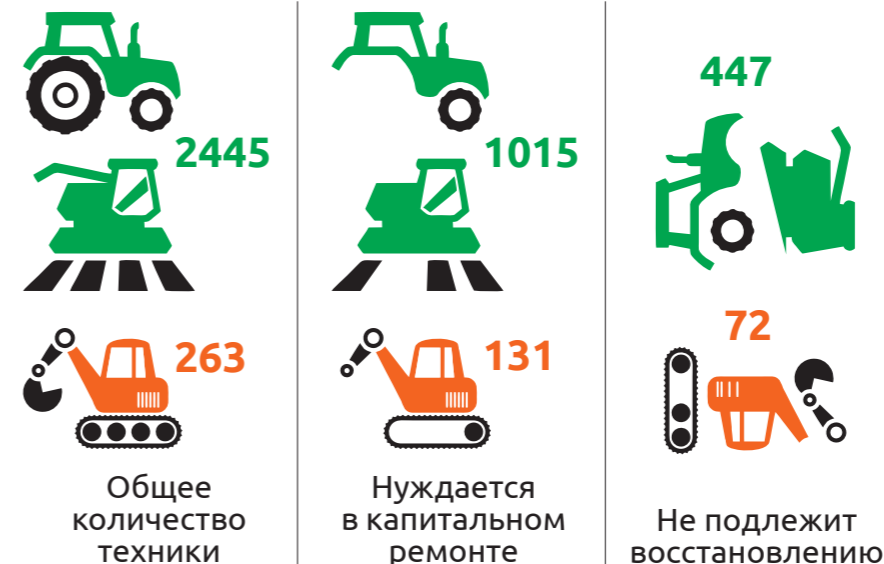 2445
263
Общее
количество
техники
1015
131
Нуждается
в капитальном
ремонте
447
72
Не подлежит
восстановлению